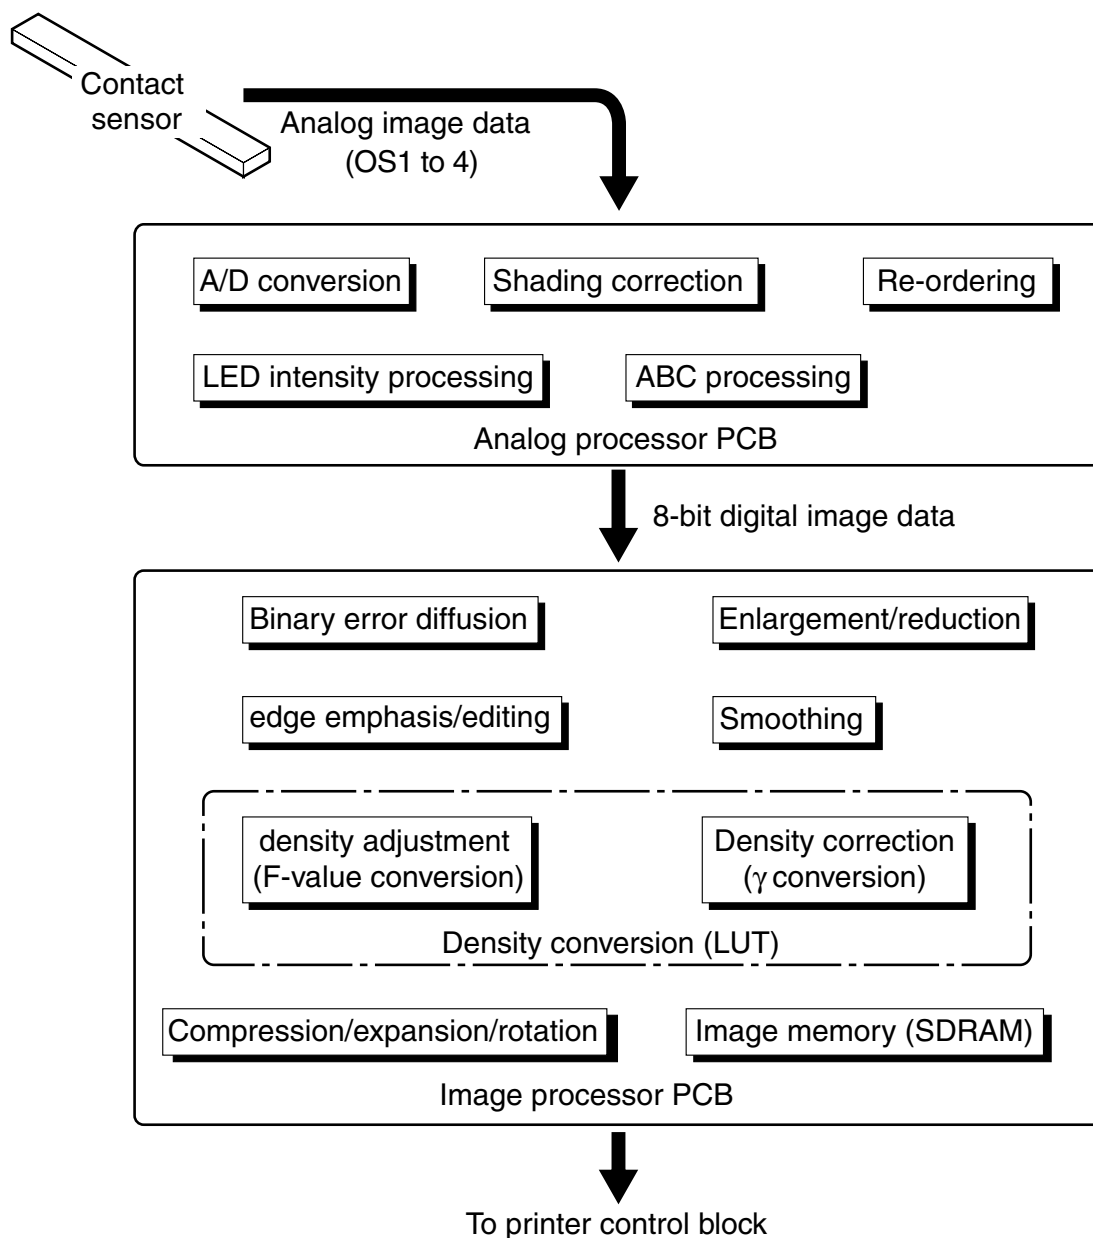 Contact
sensor
Analog image data
(OS1 to 4)
A/D conversion
Shading correction
Re-ordering
LED intensity processing
ABC processing
Analog processor PCB
8-bit digital image data
Binary error diffusion
Enlargement/reduction
edge emphasis/editing
Smoothing
density adjustment
(F-value conversion)
Density correction
(γ conversion)
Density conversion (LUT)
Compression/expansion/rotation
Image memory (SDRAM)
Image processor PCB
To printer control block